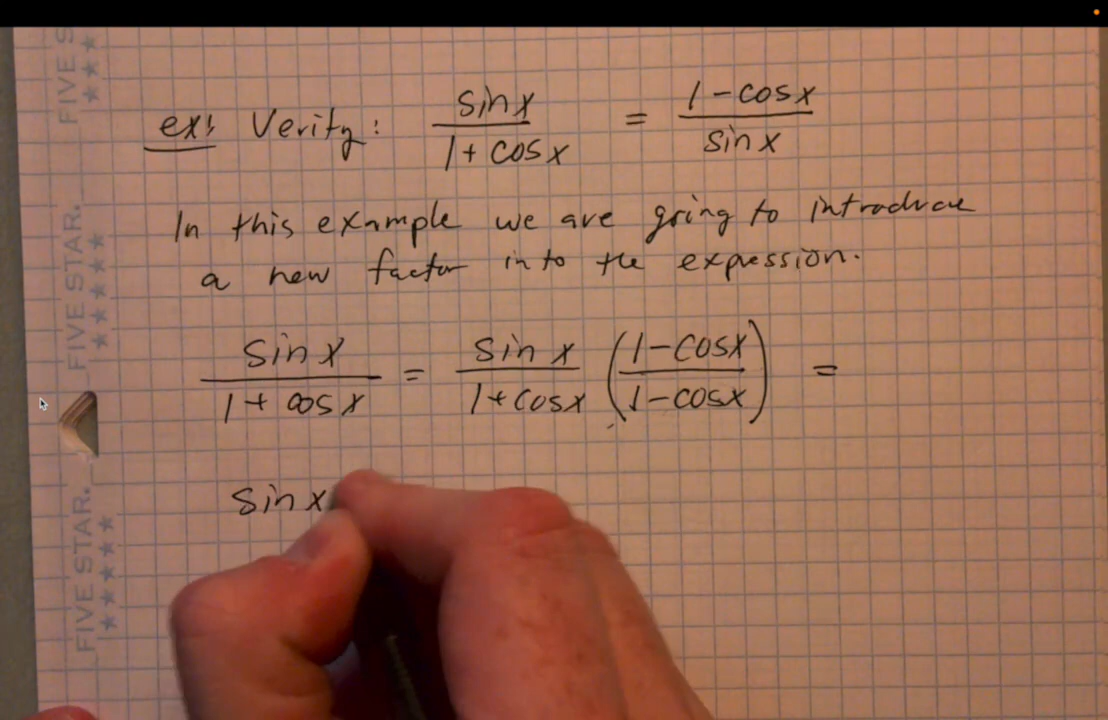 ex: Verify: sin x / 1 + cos x = 1 - cos x / sin x
In this example we are going to introduce
a new factor into the expression.
sin x / 1 + cos x = sin x / 1 + cos x ( 1 - cos x / 1 - cos x ) =
sin x
FIVE STAR.
FIVE STAR.
FIVE S